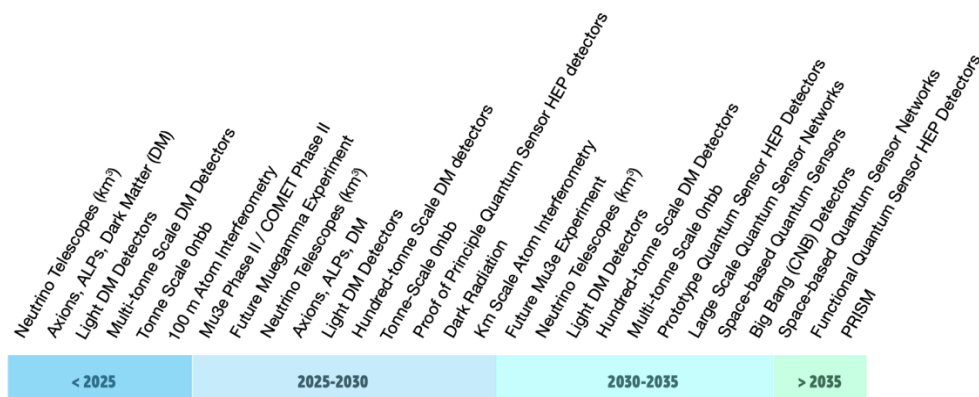 Neutrino Telescopes (km³)
Axions, ALPs, Dark Matter (DM)
Light DM Detectors
Multi-tonne Scale DM Detectors
Tonne Scale 0nbb
100 m Atom Interferometry
Mu3e Phase II / COMET Phase II
Future Muegamma Experiment
Neutrino Telescopes (km³)
Axions, ALPs, DM
Light DM Detectors
Hundred-tonne Scale DM detectors
Tonne-Scale 0nbb
Proof of Principle Quantum Sensor HEP detectors
Dark Radiation
Km Scale Atom Interferometry
Future Mu3e Experiment
Neutrino Telescopes (km³)
Light DM Detectors
Hundred-tonne Scale DM Detectors
Multi-tonne Scale 0nbb
Prototype Quantum Sensor HEP Detectors
Large Scale Quantum Sensor Networks
Space-based Quantum Sensors
Big Bang (CNB) Detectors
Space-based Quantum Sensor Networks
Functional Quantum Sensor HEP Detectors
PRISM
< 2025
2025-2030
2030-2035
> 2035